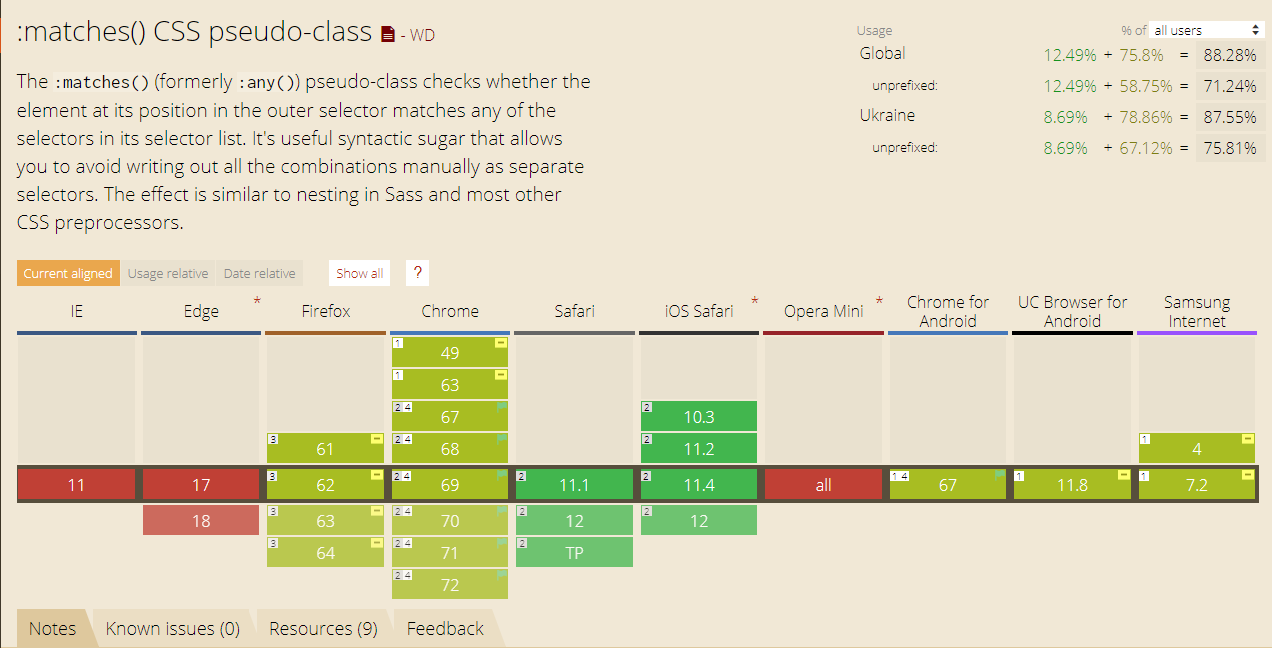 :matches() CSS pseudo-class - WD
The :matches() (formerly :any()) pseudo-class checks whether the
element at its position in the outer selector matches any of the
selectors in its selector list. It's useful syntactic sugar that allows
you to avoid writing out all the combinations manually as separate
selectors. The effect is similar to nesting in Sass and most other
CSS preprocessors.
Usage % of all users
Global 12.49% + 75.8% = 88.28%
unprefixed: 12.49% + 58.75% = 71.24%
Ukraine 8.69% + 78.86% = 87.55%
unprefixed: 8.69% + 67.12% = 75.81%
Current aligned Usage relative Date relative Show all ?
IE Edge * Firefox Chrome Safari iOS Safari * Opera Mini * Chrome for Android UC Browser for Android Samsung Internet
1 49
1 63
2 4 67 2 10.3
3 61 2 4 68 2 11.2 1 4
11 17 3 62 2 4 69 2 11.1 2 11.4 all 1 4 67 1 11.8 1 7.2
18 3 63 2 4 70 2 12 2 12
3 64 2 4 71 2 TP
2 4 72
Notes Known issues (0) Resources (9) Feedback